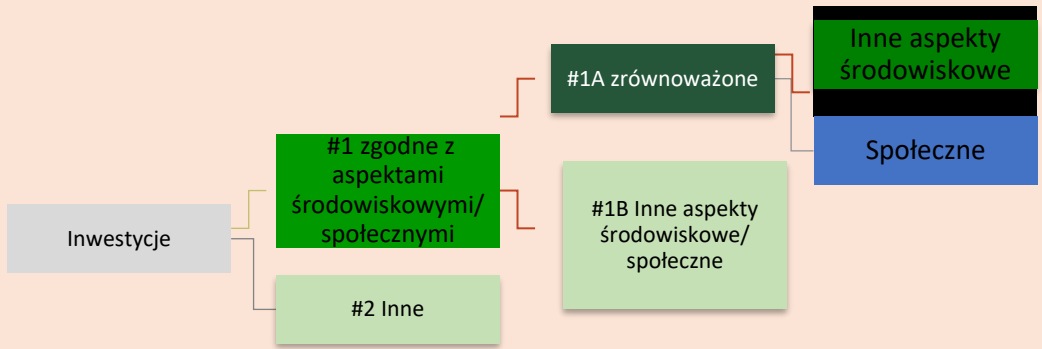 Inwestycje
#1 zgodne z
aspektami
środowiskowymi/
społecznymi
#2 Inne
#1A zrównoważone
#1B Inne aspekty
środowiskowe/
społeczne
Inne aspekty
środowiskowe
Społeczne